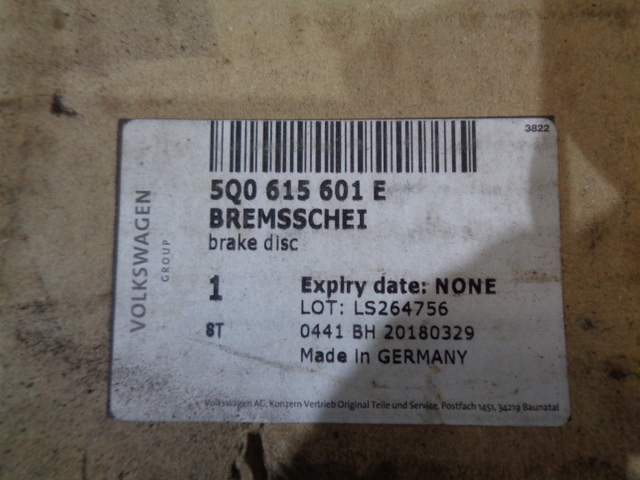 3822
5Q0 615 601 E
BREMSSCHEI
brake disc
VOLKSWAGEN
GROUP
1
Expiry date: NONE
LOT: LS264756
ST
0441 BH 20180329
Made in GERMANY
Volkswagen AG, Konzern Vertrieb Original Teile und Service, Postfach 1451, 34219 Baunatal